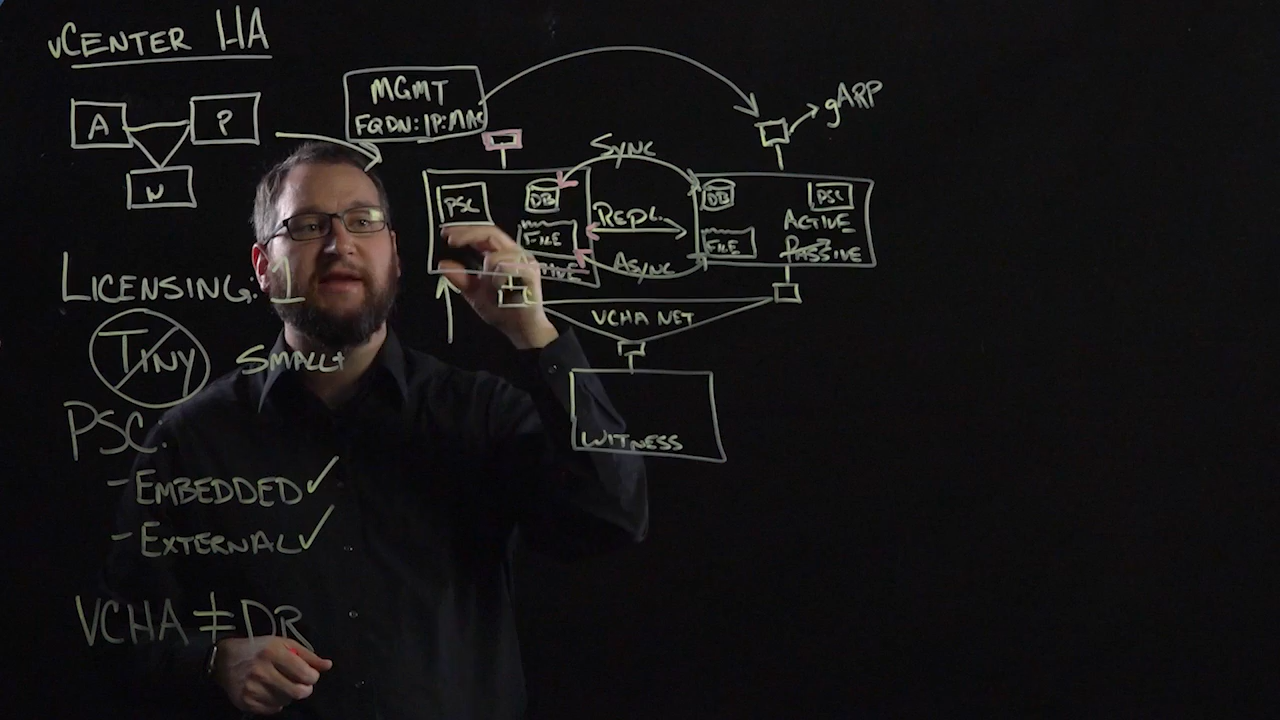 vCENTER HA
A
P
W
MGMT
FQDN: IP: MAC
gARP
SYNC
PSC
DB
REPL.
FILE
ASYNC
DB
PSC
ACTIVE
FILE
PASSIVE
VCHA NET
WITNESS
LICENSING: 1
TINY SMALL+
PSC:
- EMBEDDED ✓
- EXTERNAL ✓
VCHA ≠ DR